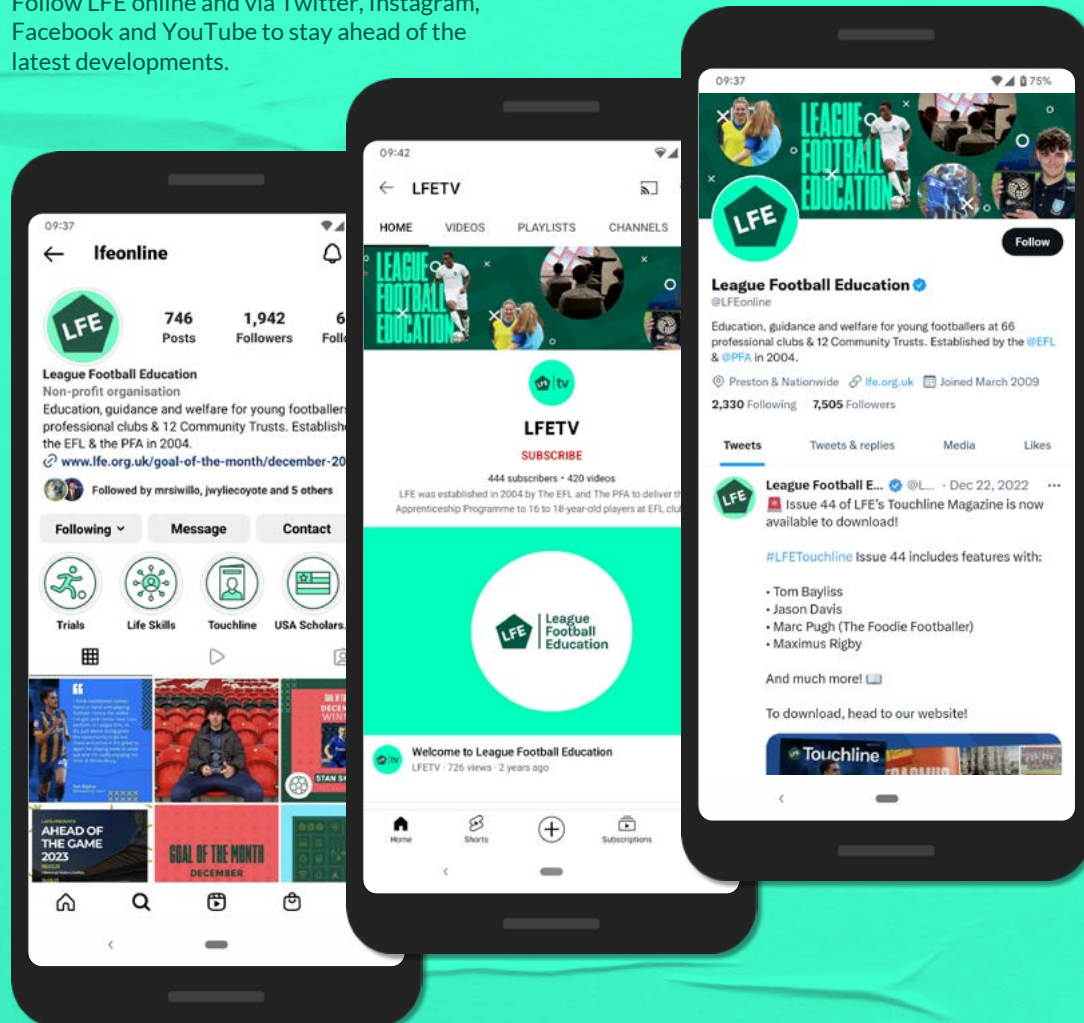 Follow LFE online and via Twitter, Instagram,
Facebook and YouTube to stay ahead of the
latest developments.
09:37
lfeonline
LFE
746
1,942
6
Posts
Followers
Foll
League Football Education
Non-profit organisation
Education, guidance and welfare for young footballer
professional clubs & 12 Community Trusts. Establish
the EFL & the PFA in 2004.
www.lfe.org.uk/goal-of-the-month/december-20
Followed by mrsiwillo, jwyliecoyote and 5 others
Following
Message
Contact
Trials
Life Skills
Touchline
USA Scholars.
STAN
AHEAD OF
THE GAME
2023
GOAL OF THE MONTH
DECEMBER
09:42
LFETV
HOME
VIDEOS
PLAYLISTS
CHANNELS
LEAGUE
FOOTBALL
EDUCATION
LFE tv
LFETV
SUBSCRIBE
444 subscribers • 420 videos
LFE was established in 2004 by The EFL and The PFA to deliver th
Apprenticeship Programme to 16 to 18-year-old players at EFL clu
LFE
League
Football
Education
Welcome to League Football Education
LFETV · 726 views · 2 years ago
Home
Shorts
Subscriptions
09:37
75%
LEAGUE
FOOTBALL
EDUCATION
LFE
Follow
League Football Education
@LFEonline
Education, guidance and welfare for young footballers at 66
professional clubs & 12 Community Trusts. Established by the @EFL
& @PFA in 2004.
Preston & Nationwide lfe.org.uk Joined March 2009
2,330 Following 7,505 Followers
Tweets
Tweets & replies
Media
Likes
LFE
League Football E... @L... · Dec 22, 2022
🚨 Issue 44 of LFE's Touchline Magazine is now
available to download!
#LFETouchline Issue 44 includes features with:
• Tom Bayliss
• Jason Davis
• Marc Pugh (The Foodie Footballer)
• Maximus Rigby
And much more! 📖
To download, head to our website!
Touchline